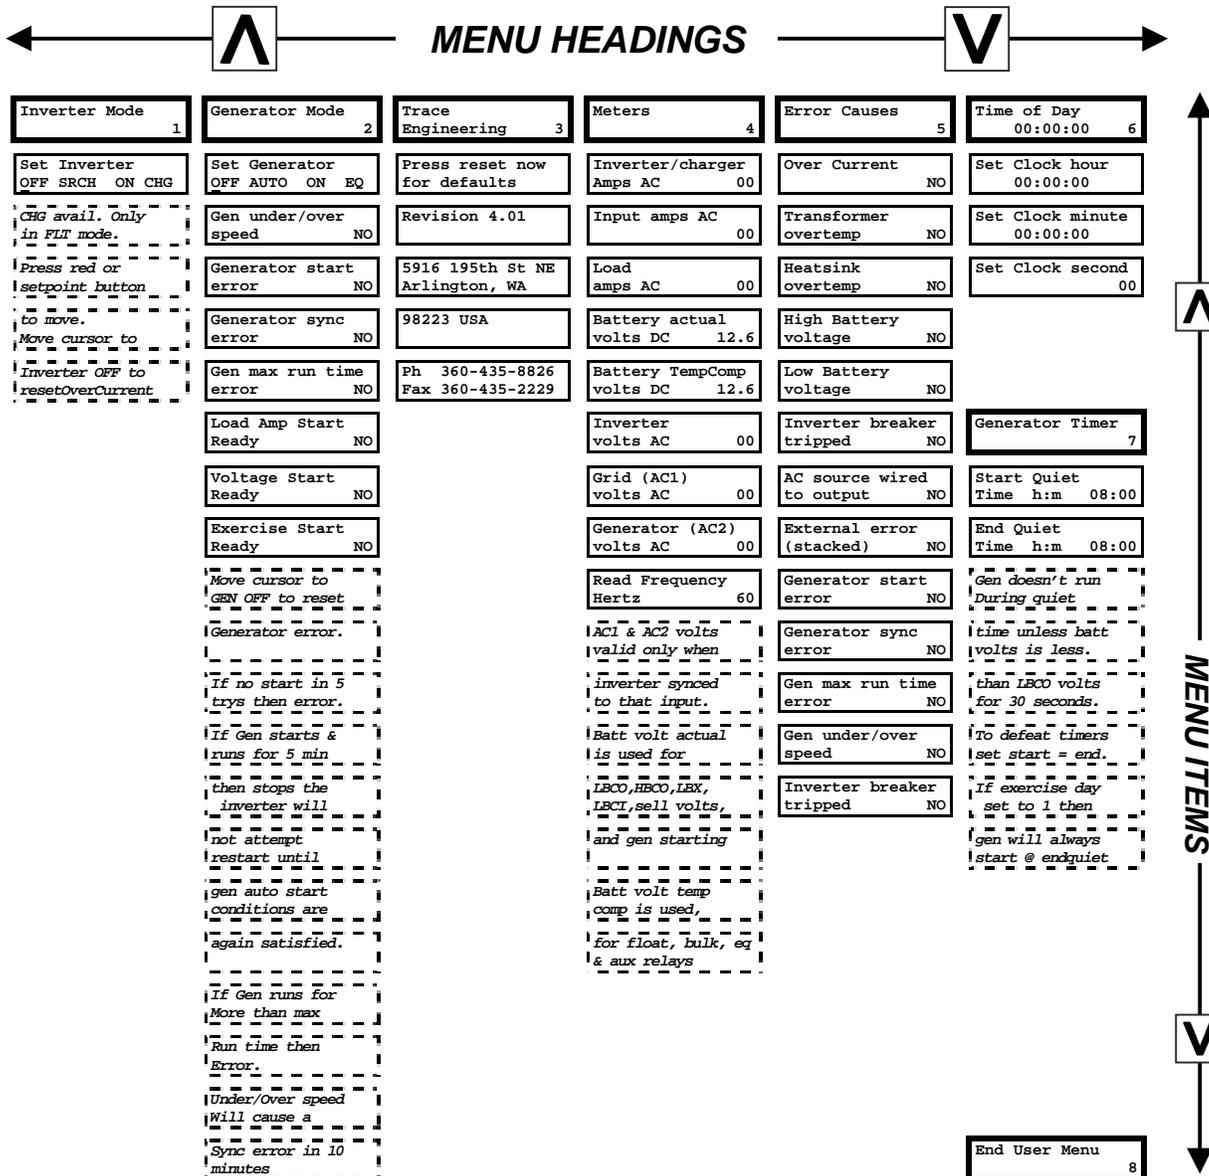 Λ MENU HEADINGS V
Inverter Mode
1
Set Inverter
OFF SRCH ON CHG
CHG avail. Only
in FLT mode.
Press red or
setpoint button
to move.
Move cursor to
Inverter OFF to
resetOverCurrent
Generator Mode
2
Set Generator
OFF AUTO ON EQ
Gen under/over
speed NO
Generator start
error NO
Generator sync
error NO
Gen max run time
error NO
Load Amp Start
Ready NO
Voltage Start
Ready NO
Exercise Start
Ready NO
Move cursor to
GEN OFF to reset
Generator error.
If no start in 5
trys then error.
If Gen starts &
runs for 5 min
then stops the
inverter will
not attempt
restart until
gen auto start
conditions are
again satisfied.
If Gen runs for
More than max
Run time then
Error.
Under/Over speed
Will cause a
Sync error in 10
minutes
Trace
Engineering 3
Press reset now
for defaults
Revision 4.01
5916 195th St NE
Arlington, WA
98223 USA
Ph 360-435-8826
Fax 360-435-2229
Meters
4
Inverter/charger
Amps AC 00
Input amps AC
00
Load
amps AC 00
Battery actual
volts DC 12.6
Battery TempComp
volts DC 12.6
Inverter
volts AC 00
Grid (AC1)
volts AC 00
Generator (AC2)
volts AC 00
Read Frequency
Hertz 60
AC1 & AC2 volts
valid only when
inverter synced
to that input.
Batt volt actual
is used for
LBCO,HBCO,LBX,
LBCI,sell volts,
and gen starting
Batt volt temp
comp is used,
for float, bulk, eq
& aux relays
Error Causes
5
Over Current
NO
Transformer
overtemp NO
Heatsink
overtemp NO
High Battery
voltage NO
Low Battery
voltage NO
Inverter breaker
tripped NO
AC source wired
to output NO
External error
(stacked) NO
Generator start
error NO
Generator sync
error NO
Gen max run time
error NO
Gen under/over
speed NO
Inverter breaker
tripped NO
Time of Day
00:00:00 6
Set Clock hour
00:00:00
Set Clock minute
00:00:00
Set Clock second
00
Generator Timer
7
Start Quiet
Time h:m 08:00
End Quiet
Time h:m 08:00
Gen doesn't run
During quiet
time unless batt
volts is less.
than LBCO volts
for 30 seconds.
To defeat timers
set start = end.
If exercise day
set to 1 then
gen will always
start @ endquiet
End User Menu
8
Λ
MENU ITEMS
V